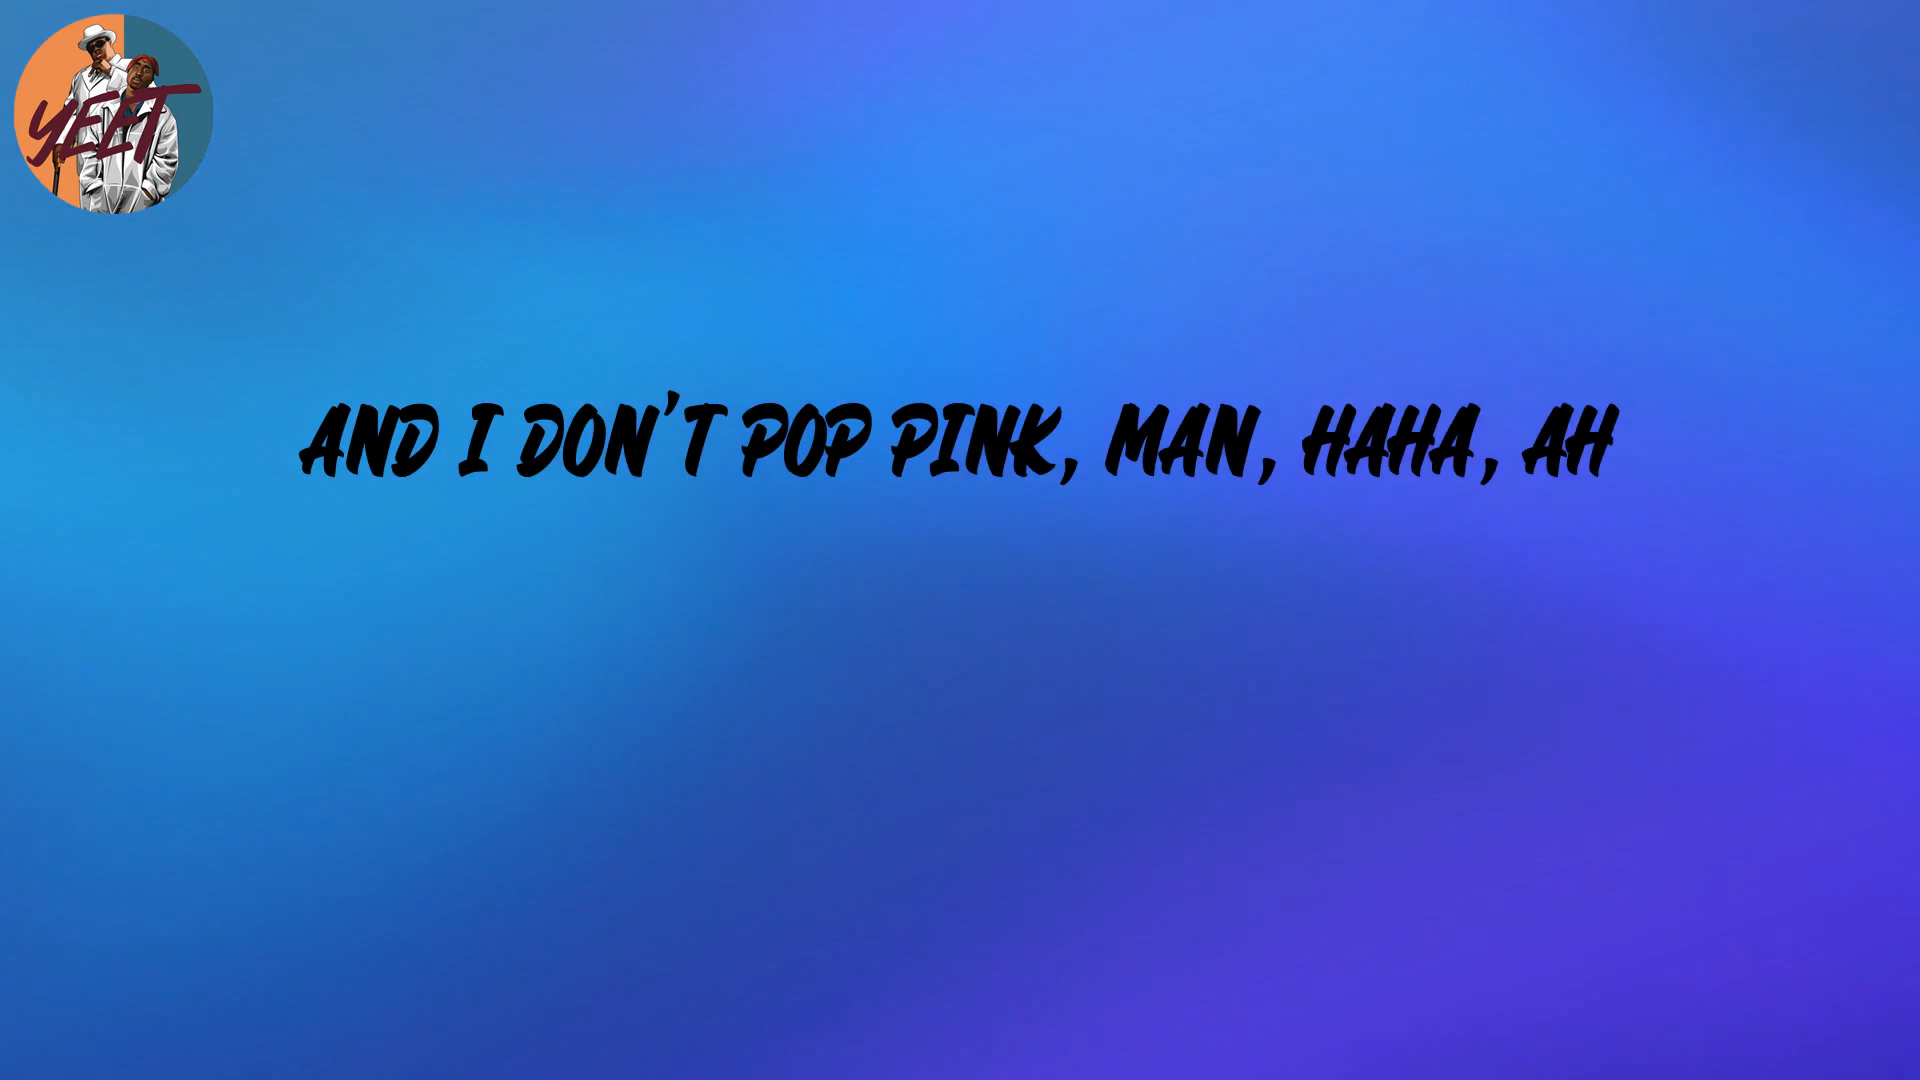 YEET
AND I DON'T POP PINK, MAN, HAHA, AH